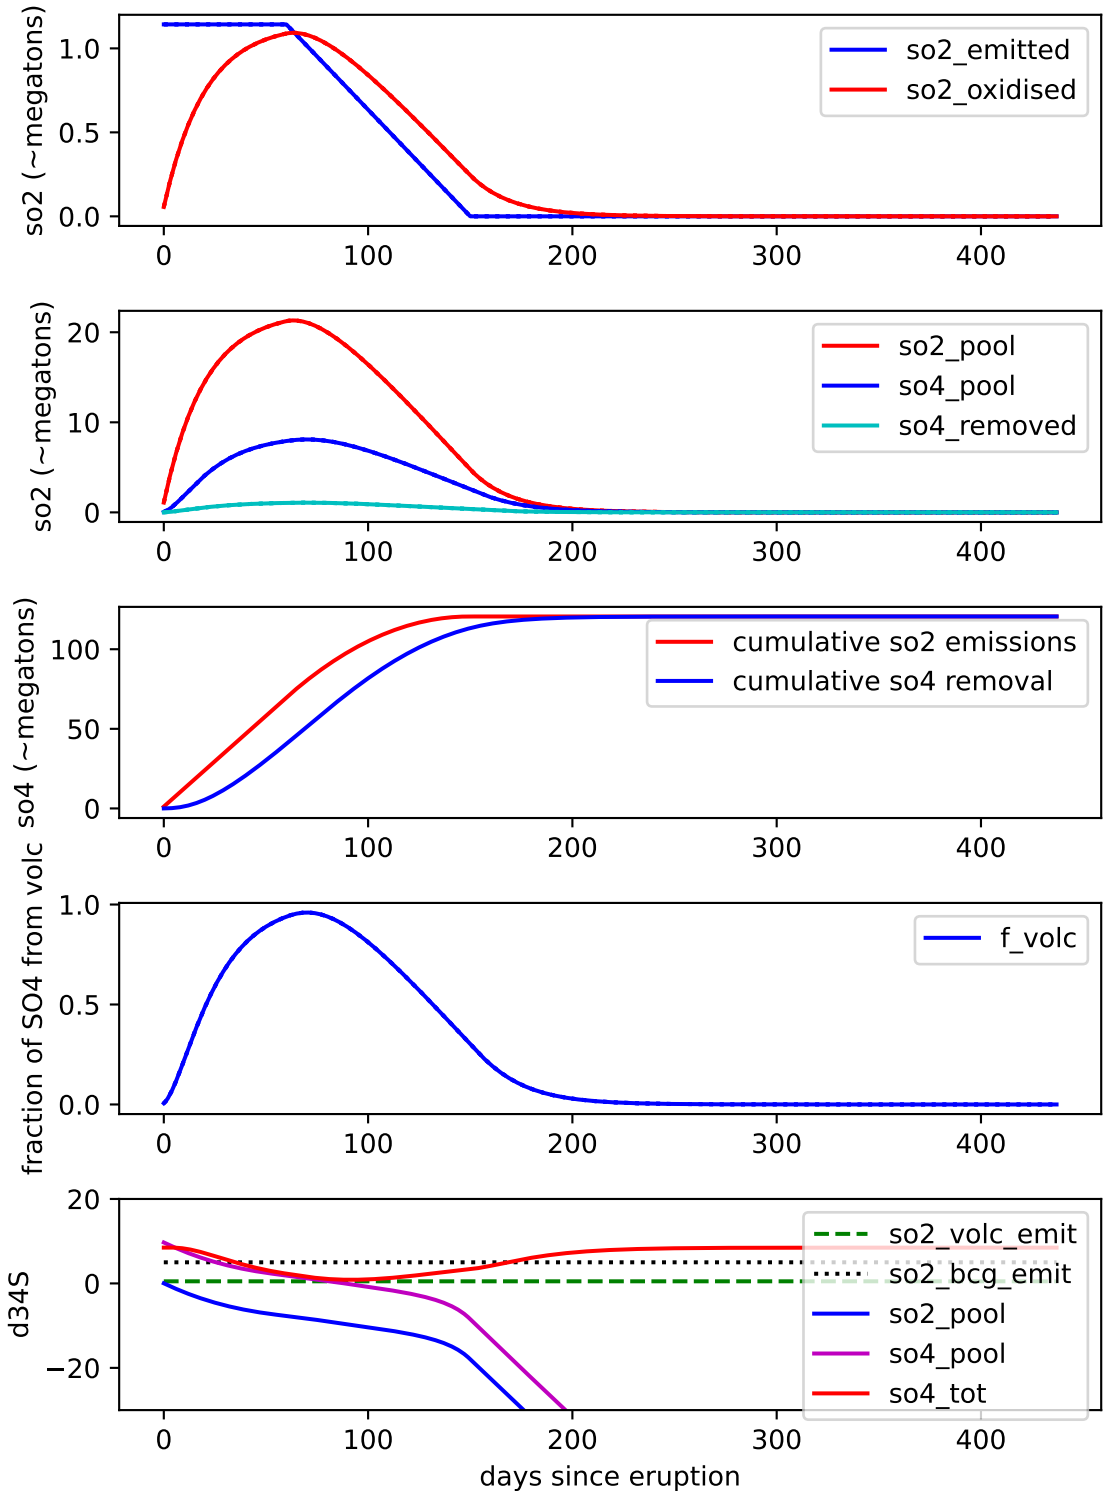 so2 (~megatons)
1.0
0.5
0.0
so2_emitted
so2_oxidised
0 100 200 300 400
so2 (~megatons)
20
10
0
so2_pool
so4_pool
so4_removed
0 100 200 300 400
so4 (~megatons)
100
50
0
cumulative so2 emissions
cumulative so4 removal
0 100 200 300 400
fraction of SO4 from volc
1.0
0.5
0.0
f_volc
0 100 200 300 400
d34S
20
0
−20
so2_volc_emit
so2_bcg_emit
so2_pool
so4_pool
so4_tot
0 100 200 300 400
days since eruption